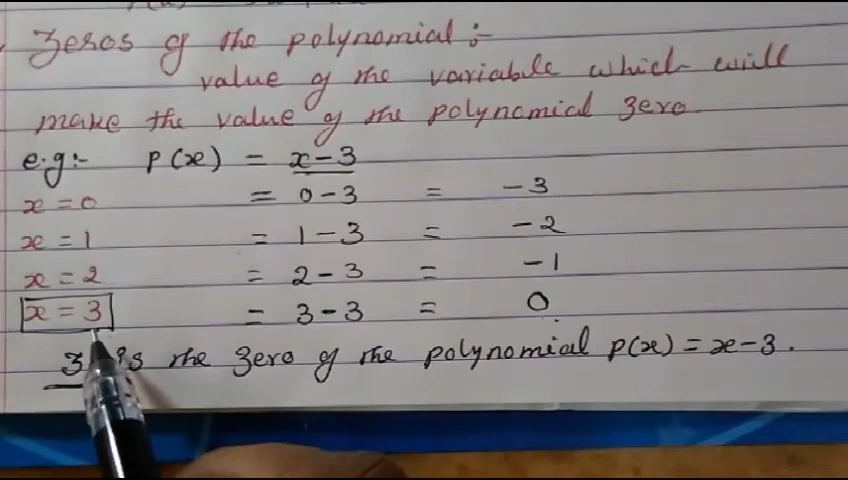 Zeros of the polynomial :-
value of the variable which will
make the value of the polynomial zero.
e.g:- p(x) = x-3
x = 0 = 0-3 = -3
x = 1 = 1-3 = -2
x = 2 = 2-3 = -1
x = 3 = 3-3 = 0
3 is the zero of the polynomial p(x) = x-3.